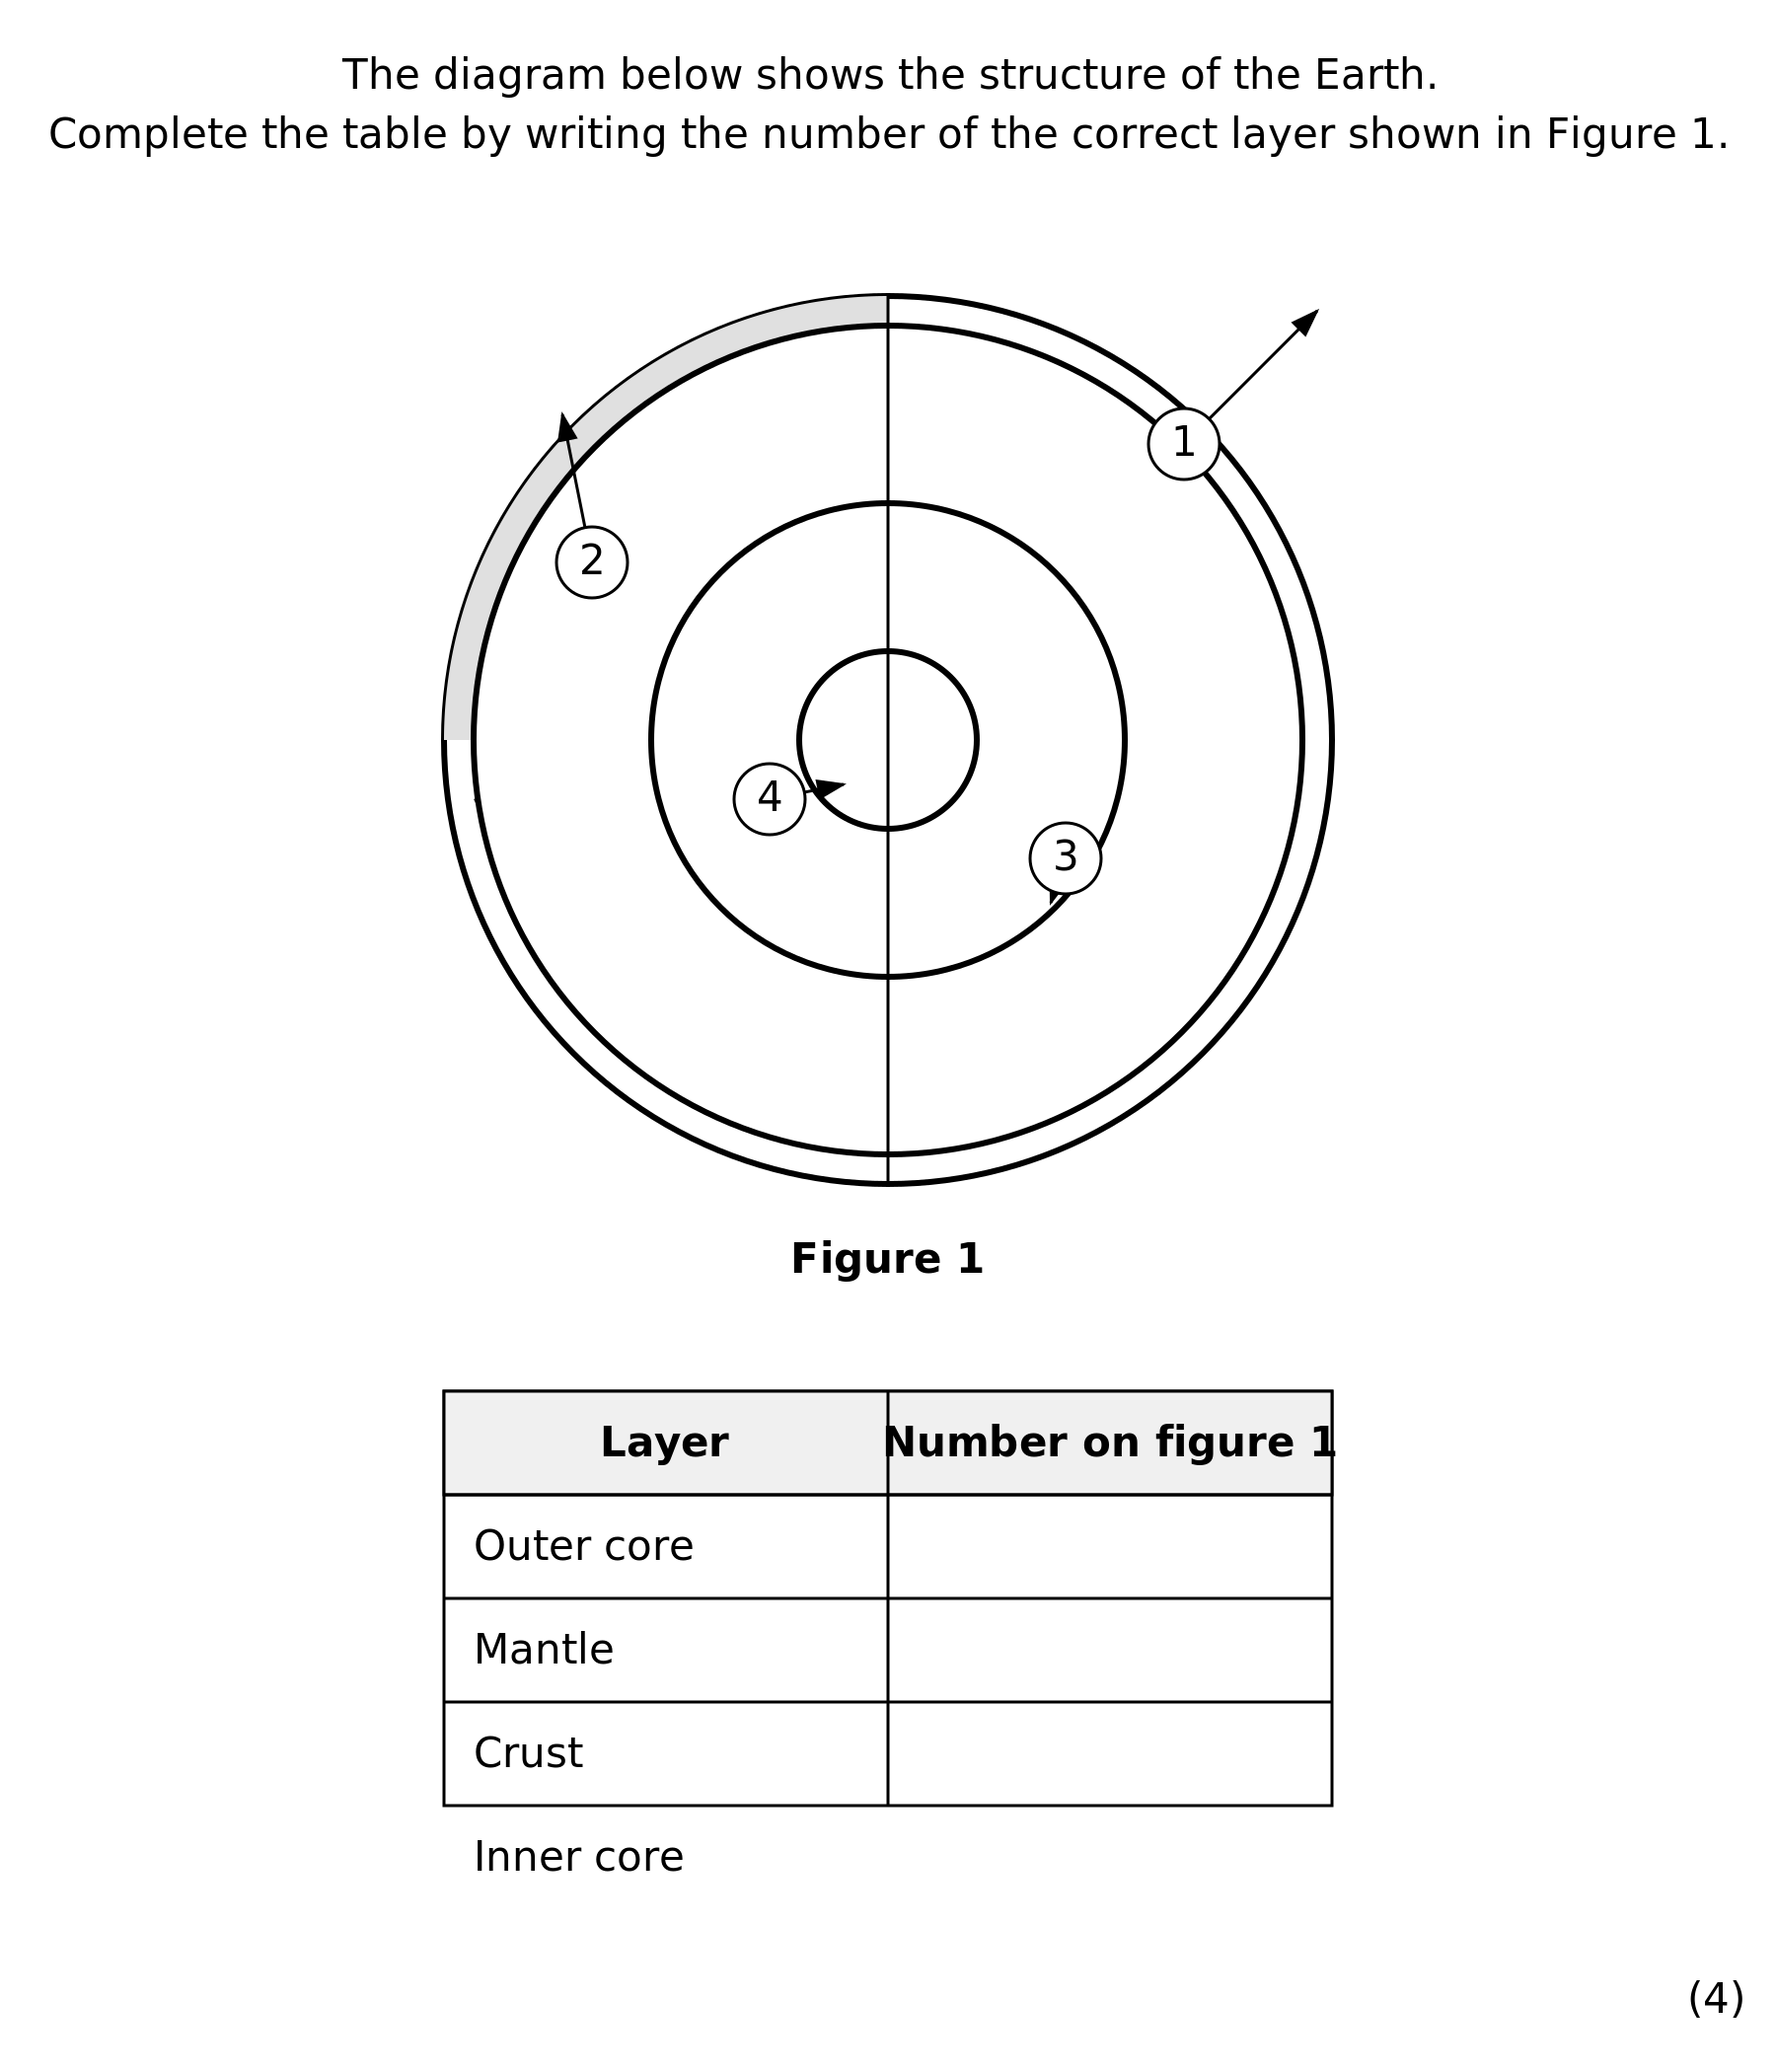 The diagram below shows the structure of the Earth.
Complete the table by writing the number of the correct layer shown in Figure 1.
1
2
4
3
Figure 1
Layer Number on figure 1
Outer core
Mantle
Crust
Inner core
(4)